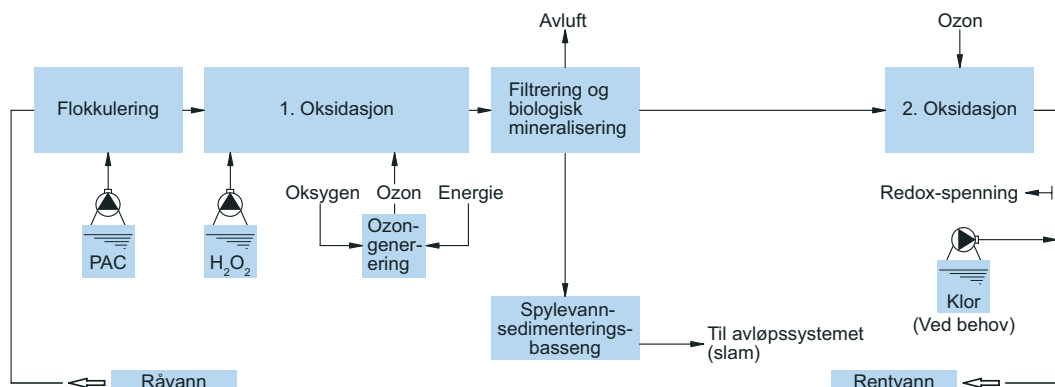 Avluft
Ozon
Flokkulering
1. Oksidasjon
Filtrering og
biologisk
mineralisering
2. Oksidasjon
Oksygen
Ozon
Energie
Redox-spenning
Ozon-
gener-
ering
PAC
H₂O₂
Klor
(Ved behov)
Spylevann-
sedimenterings-
basseng
Til avløpssystemet
(slam)
Råvann
Rentvann